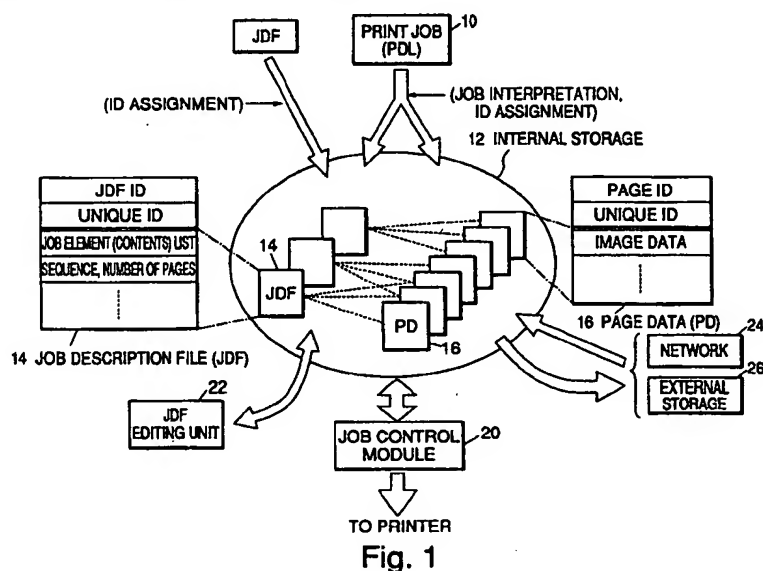 JDF
PRINT JOB
(PDL)
10
(ID ASSIGNMENT)
(JOB INTERPRETATION,
ID ASSIGNMENT)
12 INTERNAL STORAGE
JDF ID
UNIQUE ID
JOB ELEMENT (CONTENTS) LIST
SEQUENCE, NUMBER OF PAGES
14 JOB DESCRIPTION FILE (JDF)
14
JDF
PD
16
PAGE ID
UNIQUE ID
IMAGE DATA
16 PAGE DATA (PD)
24
NETWORK
26
EXTERNAL
STORAGE
22
JDF
EDITING UNIT
JOB CONTROL
MODULE
20
TO PRINTER
Fig. 1